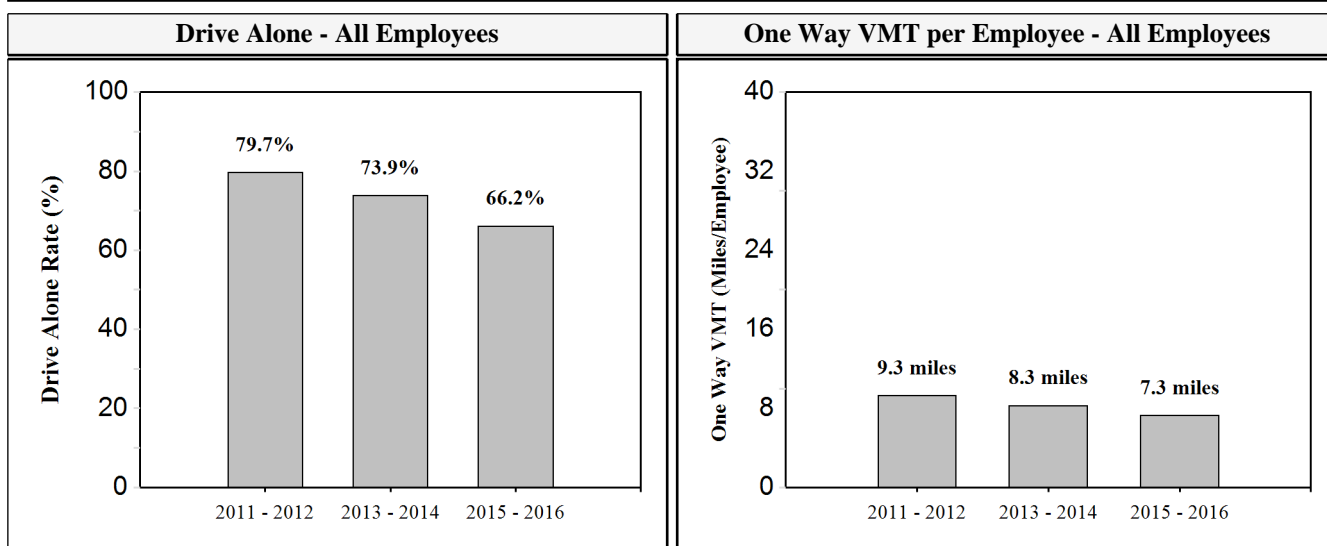 Drive Alone - All Employees
One Way VMT per Employee - All Employees
Drive Alone Rate (%)
100
80
60
40
20
0
79.7%
73.9%
66.2%
2011 - 2012
2013 - 2014
2015 - 2016
One Way VMT (Miles/Employee)
40
32
24
16
8
0
9.3 miles
8.3 miles
7.3 miles
2011 - 2012
2013 - 2014
2015 - 2016